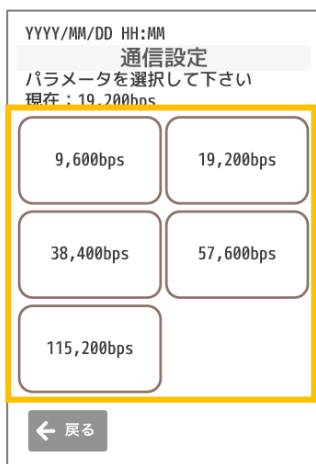 YYYY/MM/DD HH:MM
通信設定
パラメータを選択して下さい
現在：19,200bps
9,600bps 19,200bps
38,400bps 57,600bps
115,200bps
戻る